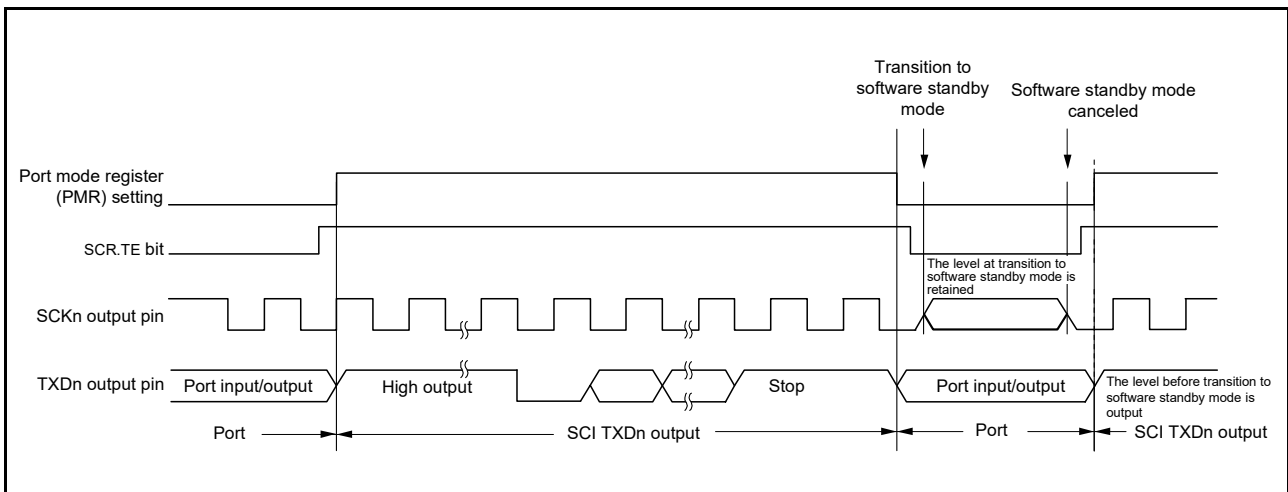 Transition to
software standby
mode
Software standby mode
canceled
Port mode register
(PMR) setting
SCR.TE bit
The level at transition to
software standby mode is
retained
SCKn output pin
TXDn output pin
Port input/output
High output
Stop
Port input/output
The level before transition to
software standby mode is
output
Port
SCI TXDn output
Port
SCI TXDn output